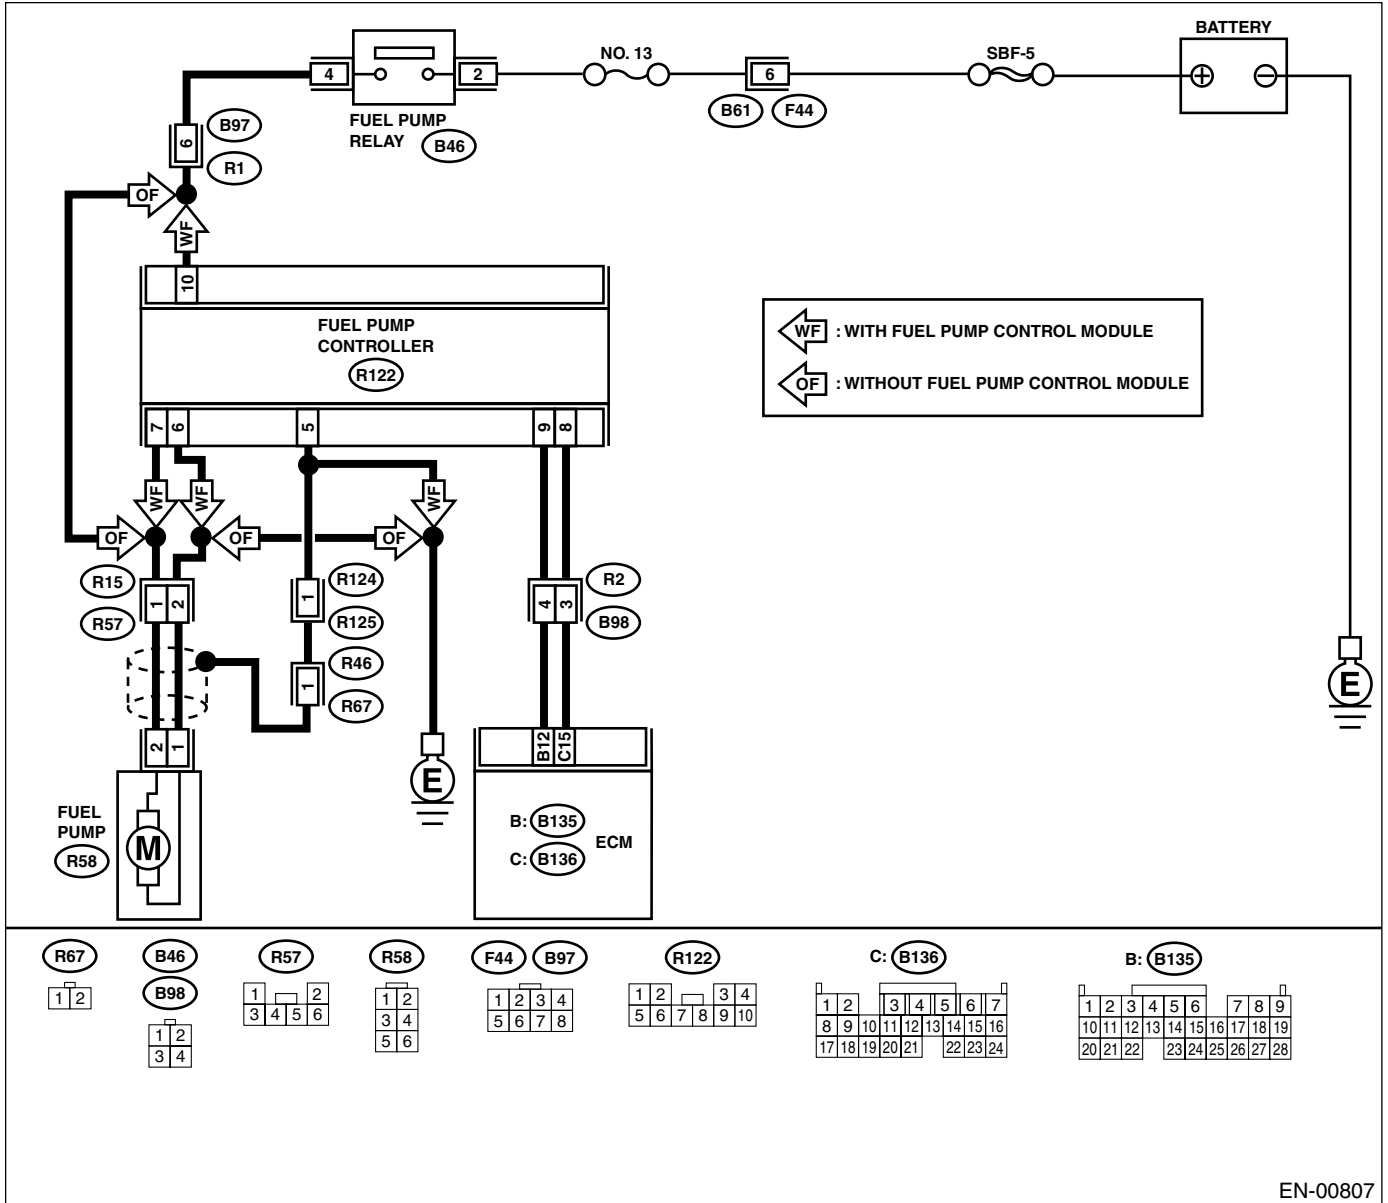 BATTERY
NO. 13
SBF-5
4
2
6
B61
F44
FUEL PUMP
RELAY
B46
6
B97
R1
OF
WF
10
FUEL PUMP
CONTROLLER
R122
WF : WITH FUEL PUMP CONTROL MODULE
OF : WITHOUT FUEL PUMP CONTROL MODULE
7 6 5 9 8
WF WF WF
OF OF OF
R15
R57
1 2
1
R124
R125
4 3
R2
B98
1
R46
R67
E
2 1
B12 C15
E
FUEL
PUMP
R58
M
B: B135
C: B136
ECM
R67
1 2
B46
B98
1 2
3 4
R57
1 2
3 4 5 6
R58
1 2
3 4
5 6
F44 B97
1 2 3 4
5 6 7 8
R122
1 2 3 4
5 6 7 8 9 10
C: B136
1 2 3 4 5 6 7
8 9 10 11 12 13 14 15 16
17 18 19 20 21 22 23 24
B: B135
1 2 3 4 5 6 7 8 9
10 11 12 13 14 15 16 17 18 19
20 21 22 23 24 25 26 27 28
EN-00807